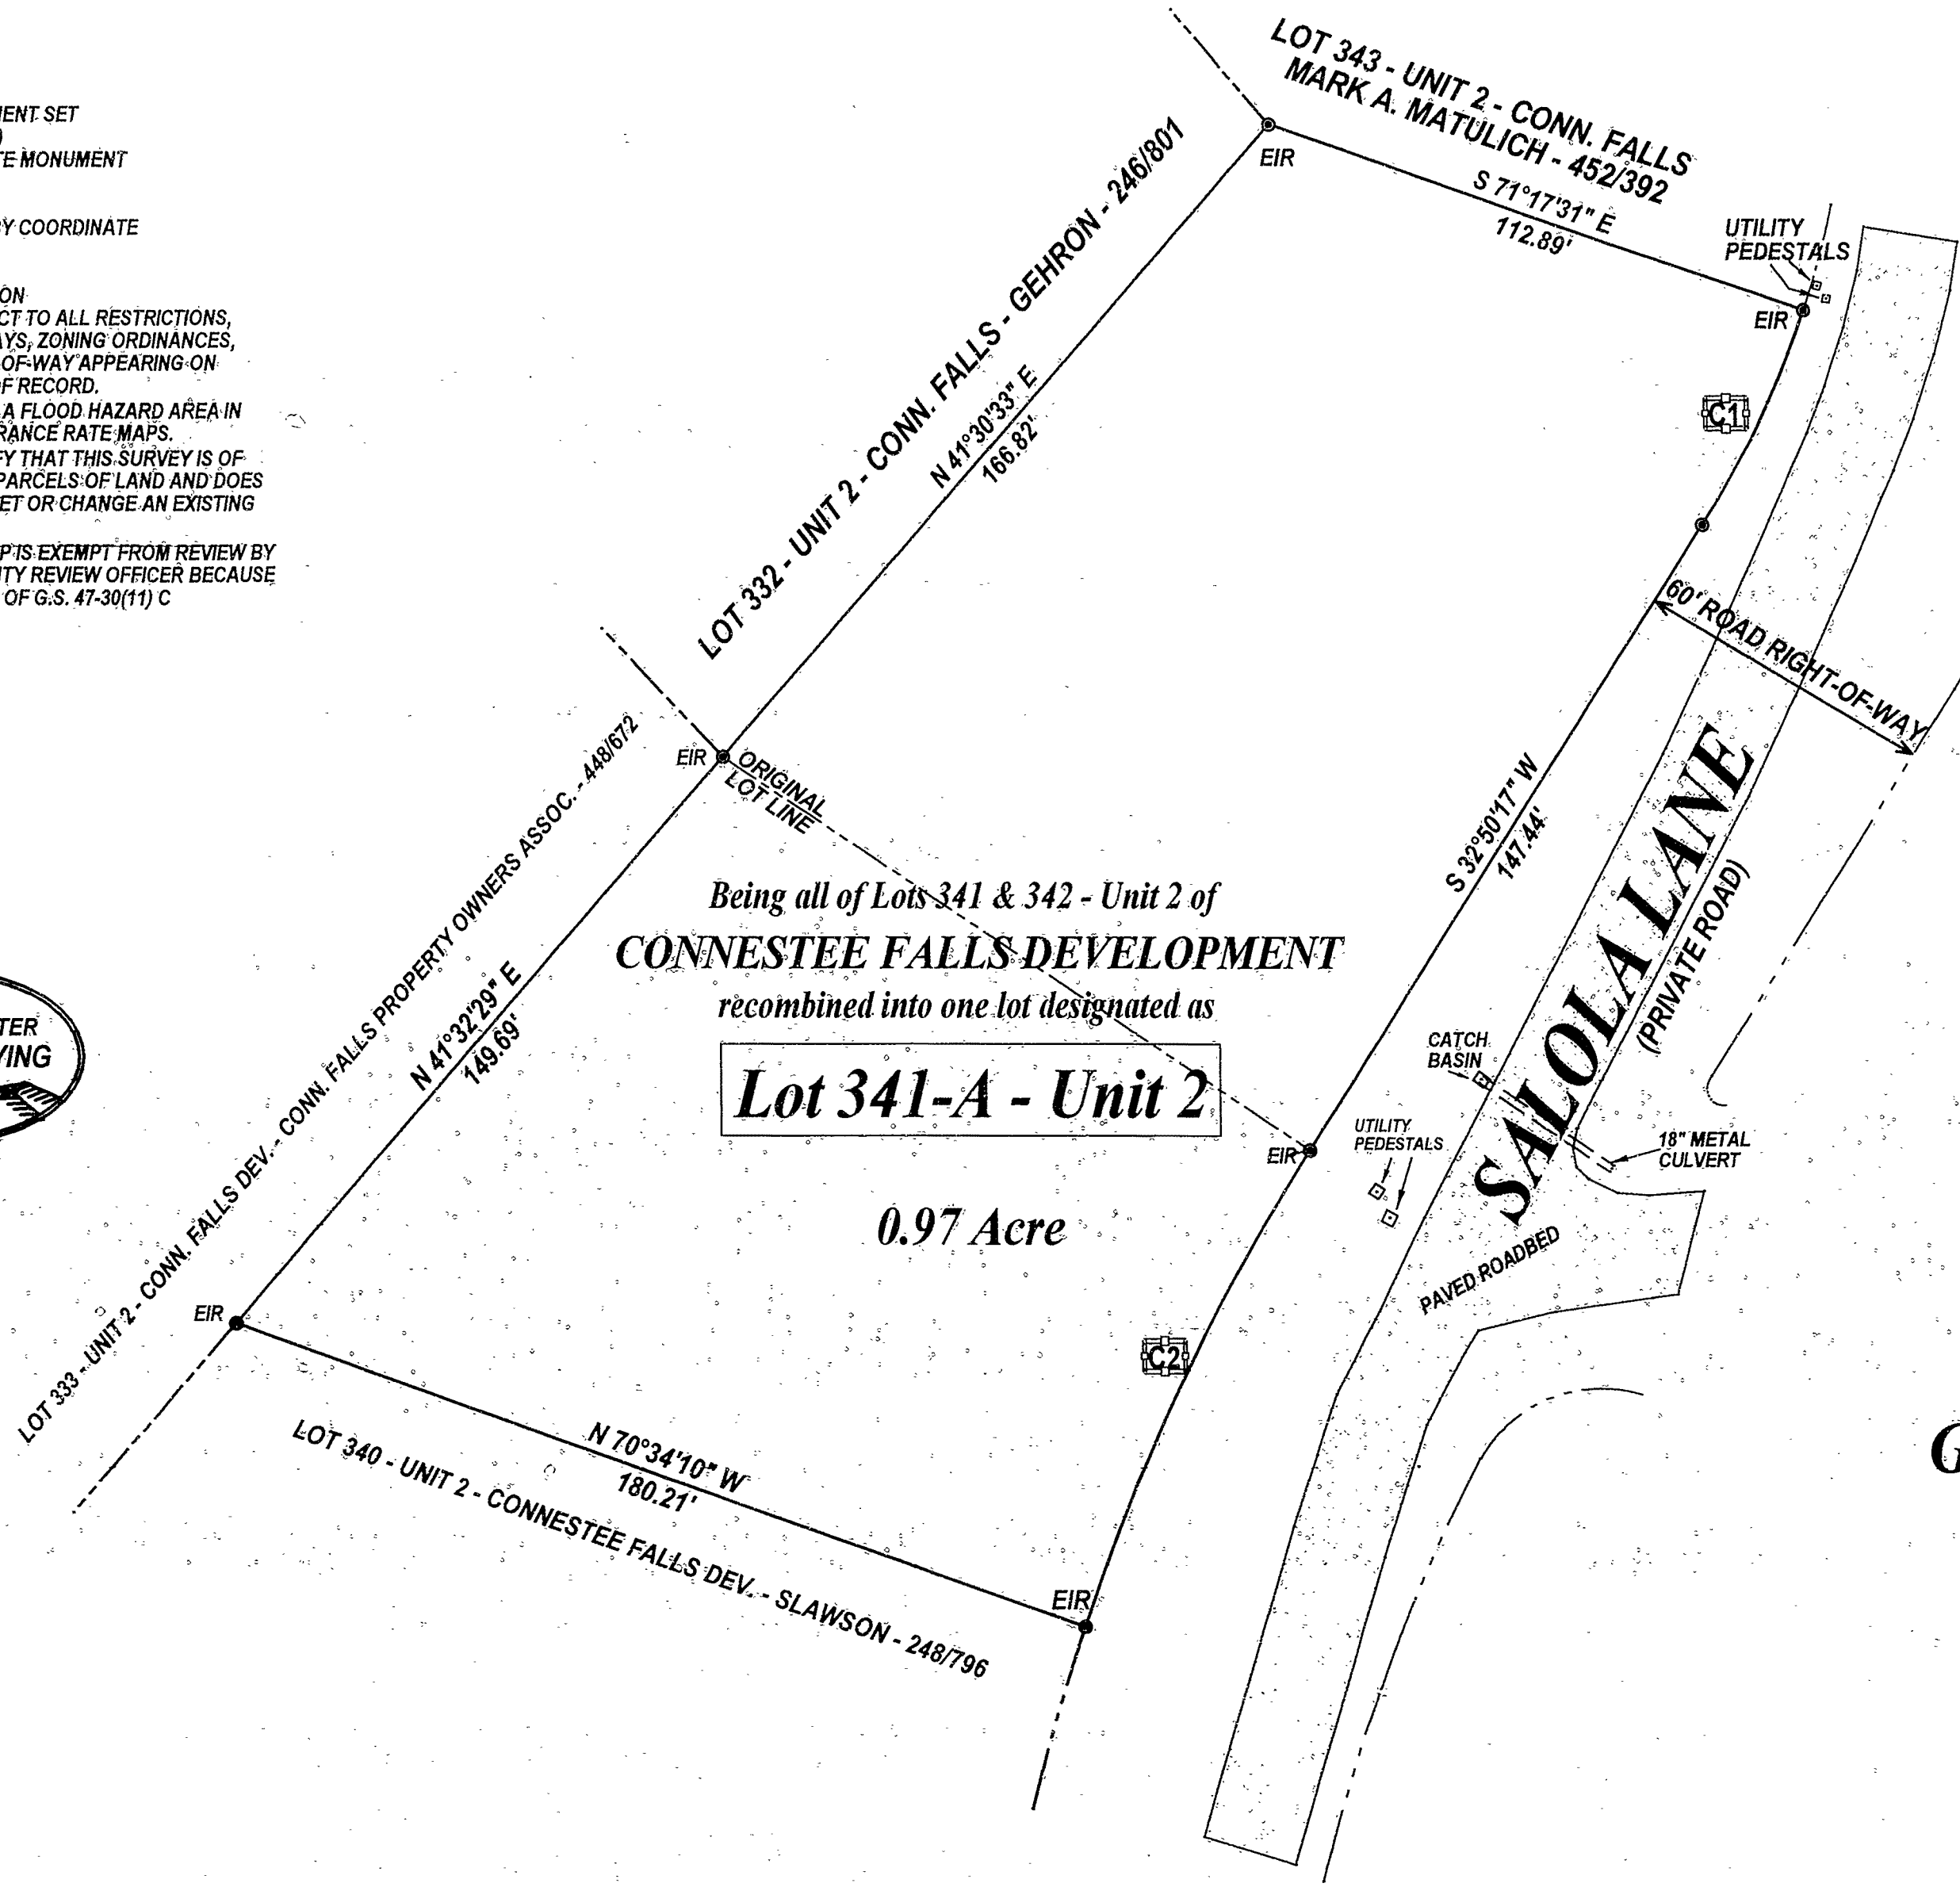 MENT SET
TE MONUMENT
BY COORDINATE
ON
CT TO ALL RESTRICTIONS,
AYS, ZONING ORDINANCES,
OF-WAY APPEARING ON
F RECORD.
A FLOOD HAZARD AREA IN
RANCE RATE MAPS.
FY THAT THIS SURVEY IS OF
PARCELS OF LAND AND DOES
ET OR CHANGE AN EXISTING
P IS EXEMPT FROM REVIEW BY
TY REVIEW OFFICER BECAUSE
OF G.S. 47-30(11) C
LOT 343 - UNIT 2 - CONN. FALLS
MARK A. MATULICH - 452/392
S 71°17'31" E
112.89'
EIR
UTILITY
PEDESTALS
EIR
C1
LOT 332 - UNIT 2 - CONN. FALLS - GEHRON - 246/801
N 41°30'33" E
166.82'
60' ROAD RIGHT-OF-WAY
EIR
ORIGINAL
LOT LINE
S 32°50'17" W
147.44'
SALOLA LANE
(PRIVATE ROAD)
LOT 333 - UNIT 2 - CONN. FALLS DEV. - CONN. FALLS PROPERTY OWNERS ASSOC. - 448/672
N 41°32'29" E
149.69'
Being all of Lots 341 & 342 - Unit 2 of
CONNESTEE FALLS DEVELOPMENT
recombined into one lot designated as
Lot 341-A - Unit 2
0.97 Acre
TER
YING
CATCH
BASIN
UTILITY
PEDESTALS
18" METAL
CULVERT
EIR
PAVED ROADBED
EIR
C2
N 70°34'10" W
180.21'
LOT 340 - UNIT 2 - CONNESTEE FALLS DEV. - SLAWSON - 248/796
EIR
G